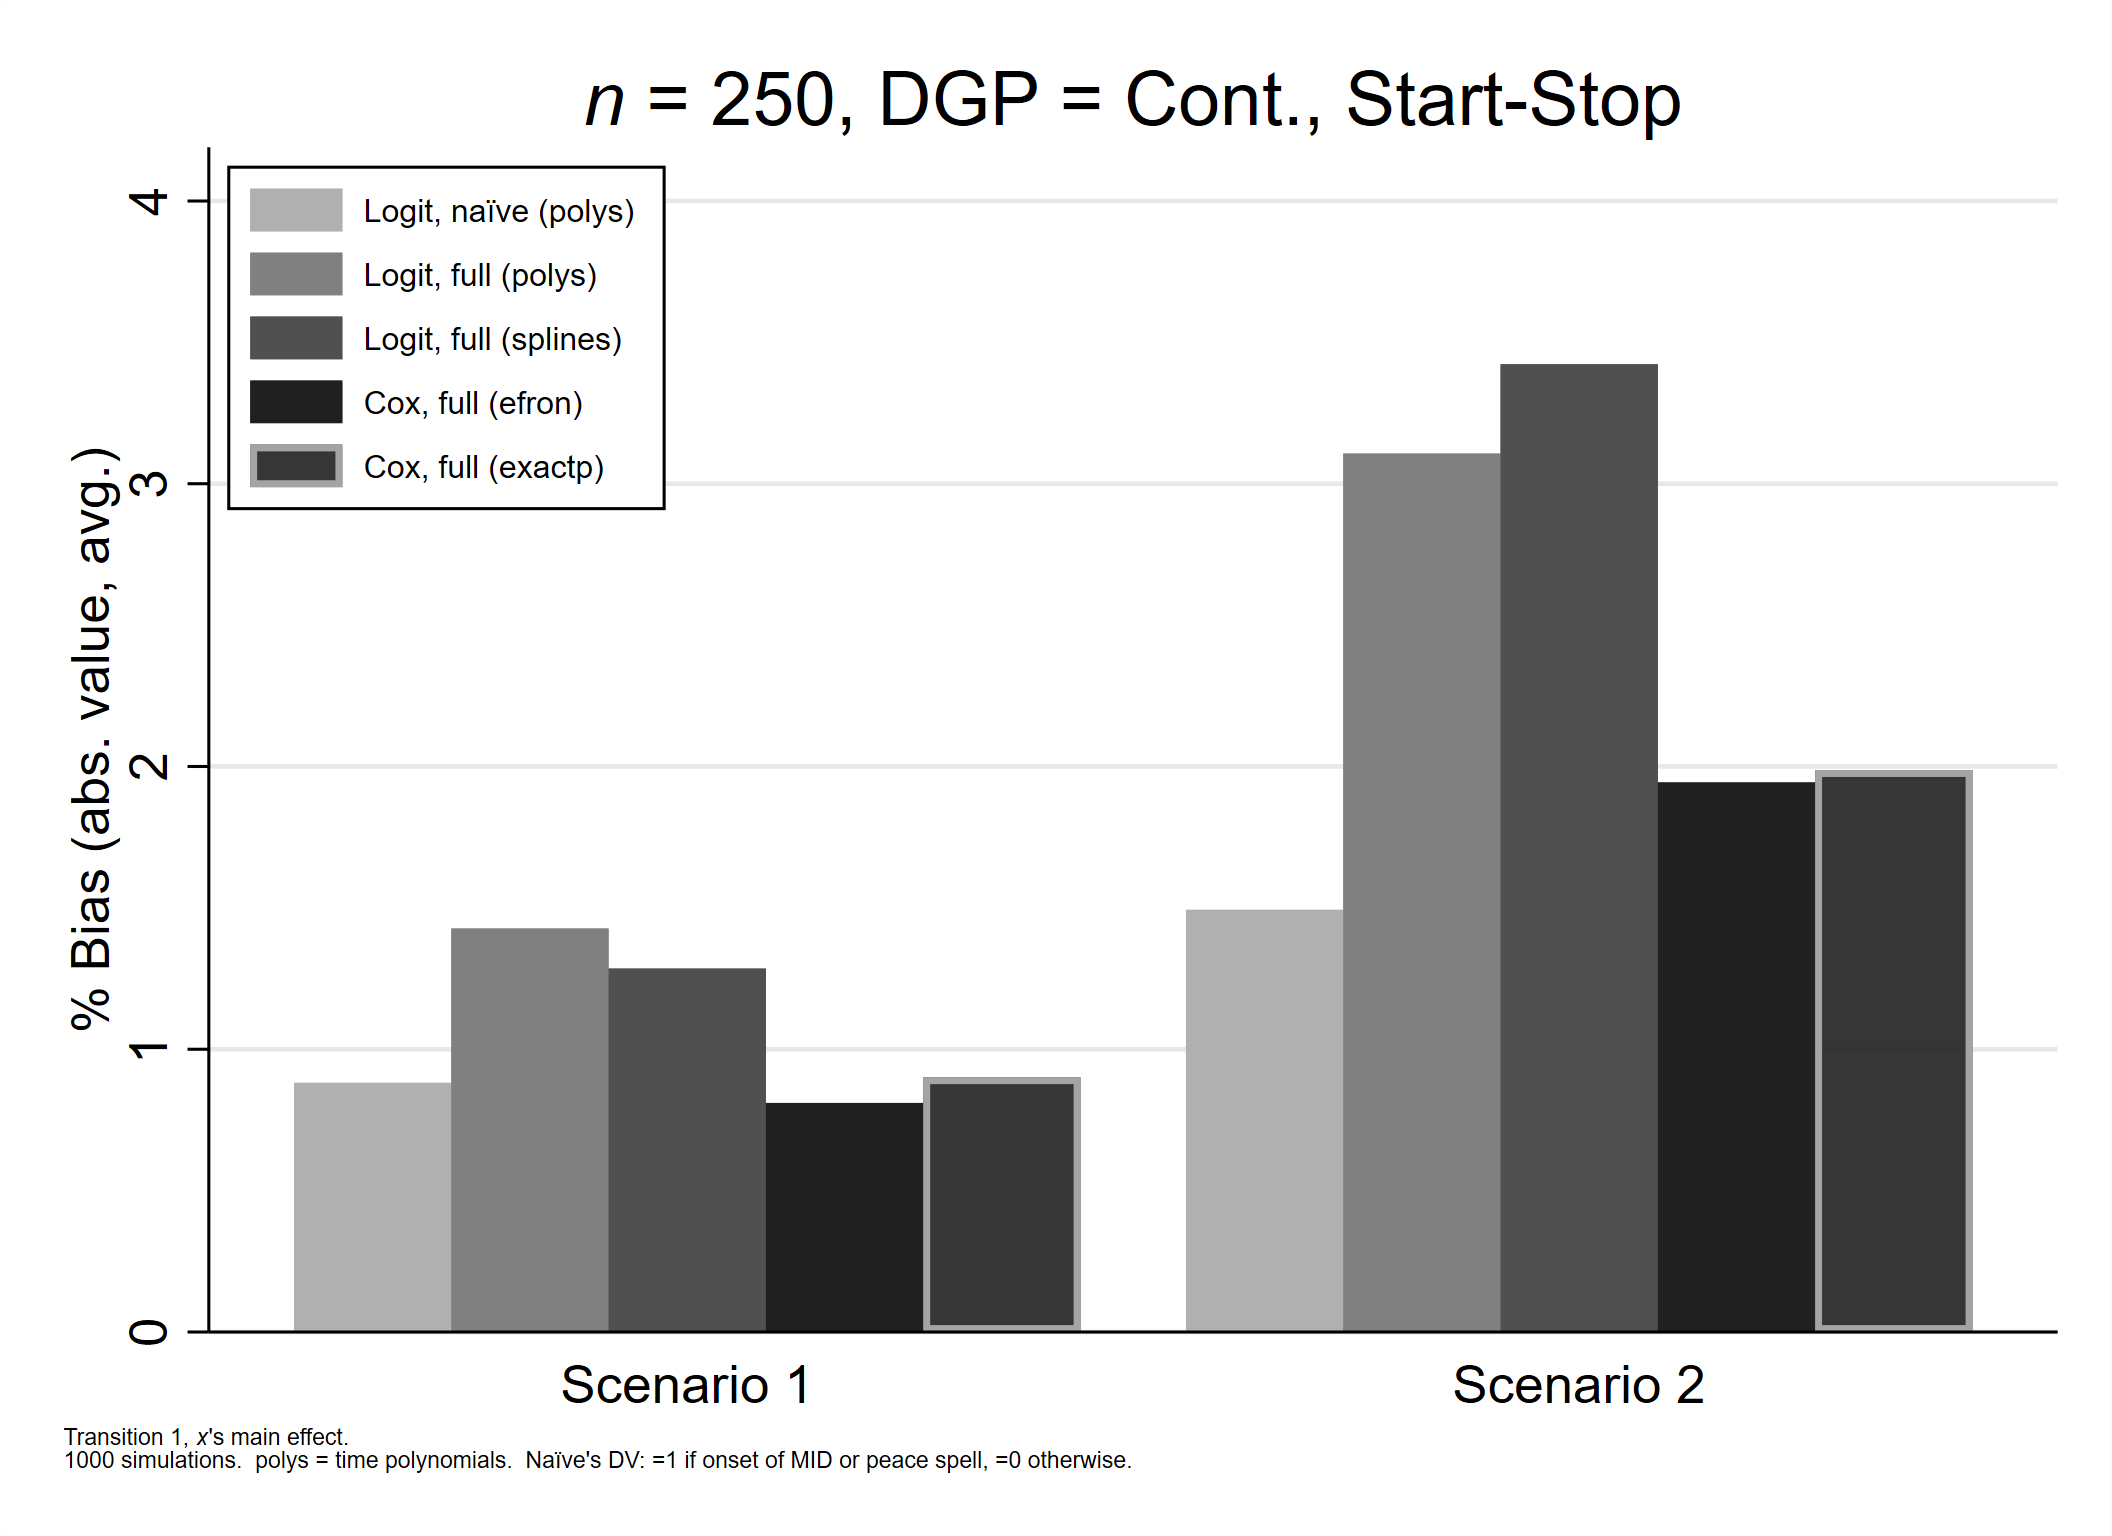 n = 250, DGP = Cont., Start-Stop
% Bias (abs. value, avg.)
4
3
2
1
0
Logit, naïve (polys)
Logit, full (polys)
Logit, full (splines)
Cox, full (efron)
Cox, full (exactp)
Scenario 1
Scenario 2
Transition 1, x's main effect.
1000 simulations.  polys = time polynomials.  Naïve's DV: =1 if onset of MID or peace spell, =0 otherwise.